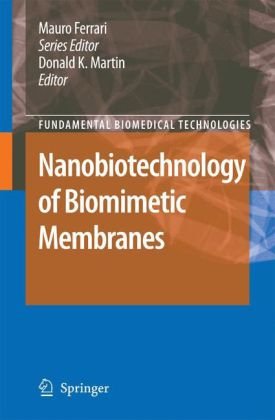 Mauro Ferrari
Series Editor
Donald K. Martin
Editor
FUNDAMENTAL BIOMEDICAL TECHNOLOGIES
Nanobiotechnology
of Biomimetic
Membranes
Springer